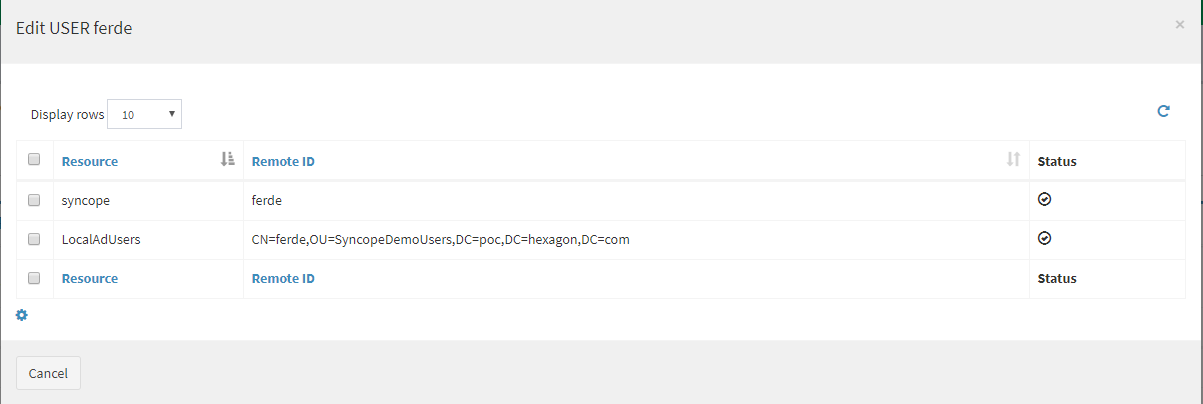 Edit USER ferde
×
Display rows 10
Resource Remote ID Status
syncope ferde
LocalAdUsers CN=ferde,OU=SyncopeDemoUsers,DC=poc,DC=hexagon,DC=com
Resource Remote ID Status
Cancel